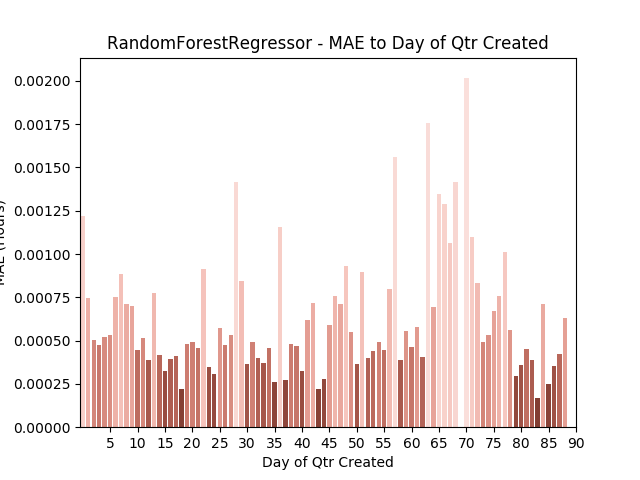 RandomForestRegressor - MAE to Day of Qtr Created
0.00200
0.00175
0.00150
0.00125
0.00100
0.00075
0.00050
0.00025
0.00000
MAE (Hours)
5 10 15 20 25 30 35 40 45 50 55 60 65 70 75 80 85 90
Day of Qtr Created